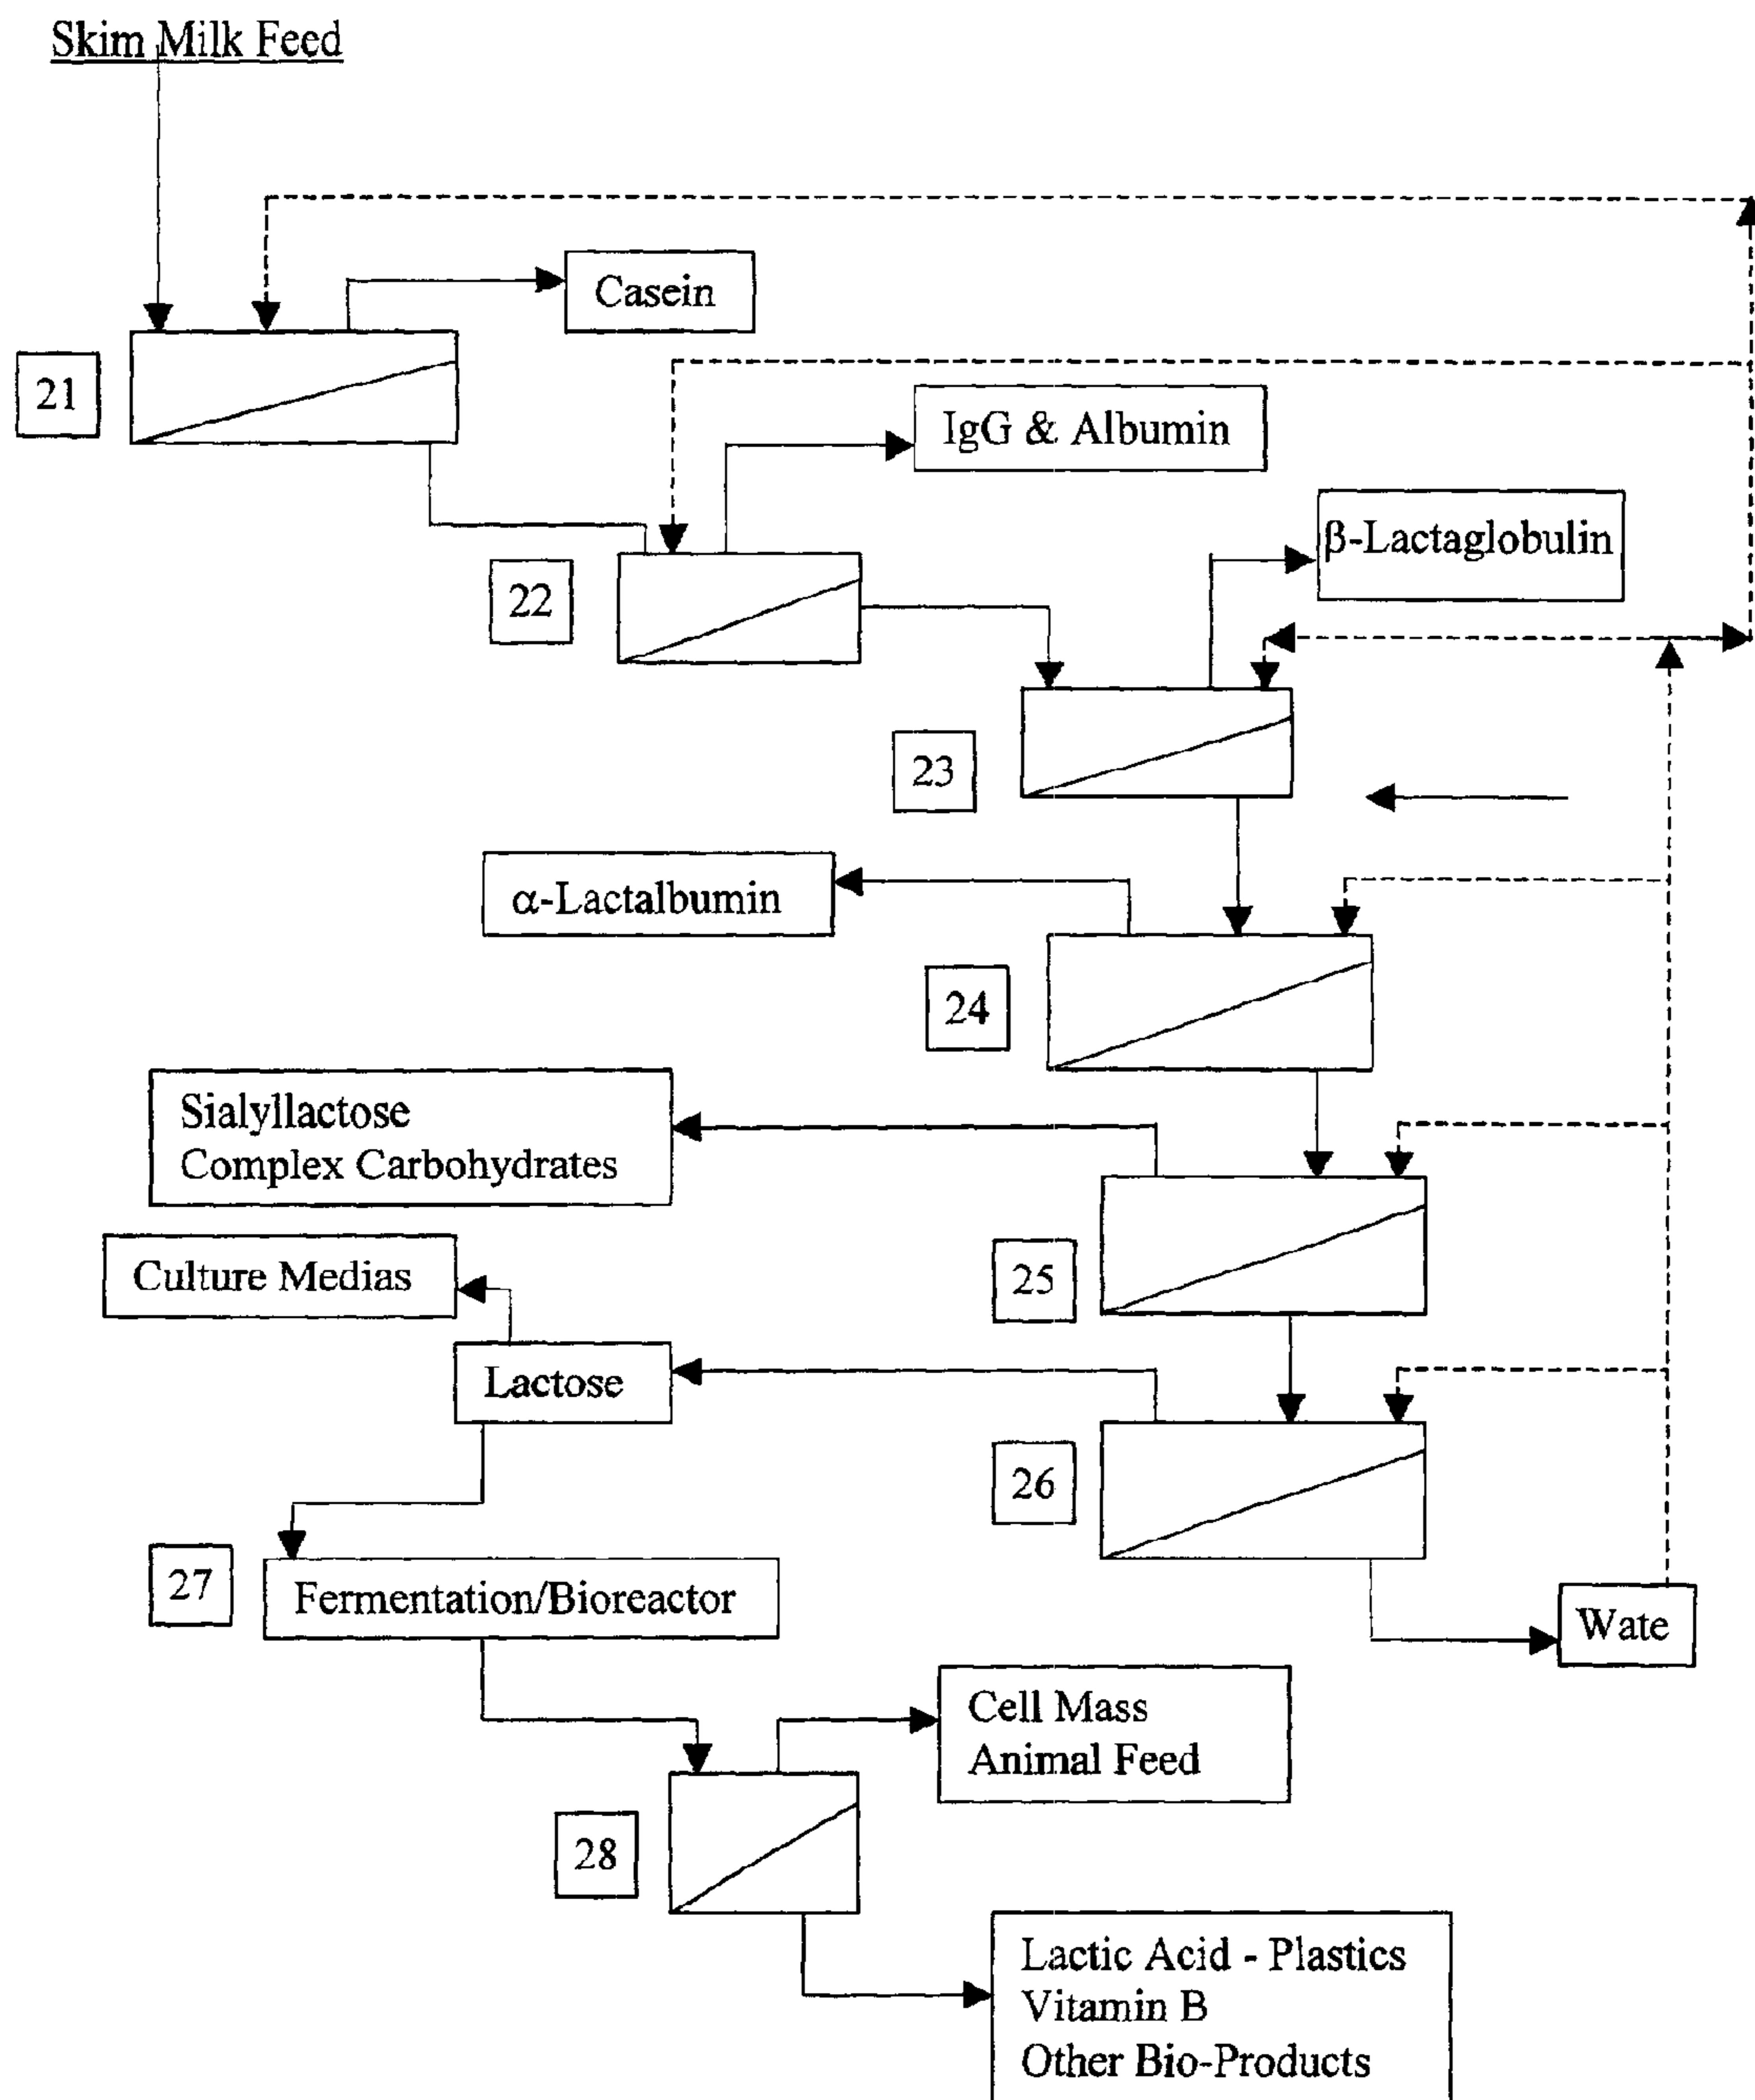 Skim Milk Feed
Casein
21
IgG & Albumin
β-Lactaglobulin
22
23
α-Lactalbumin
24
Sialyllactose
Complex Carbohydrates
Culture Medias
25
Lactose
26
27
Fermentation/Bioreactor
Wate
Cell Mass
Animal Feed
28
Lactic Acid - Plastics
Vitamin B
Other Bio-Products